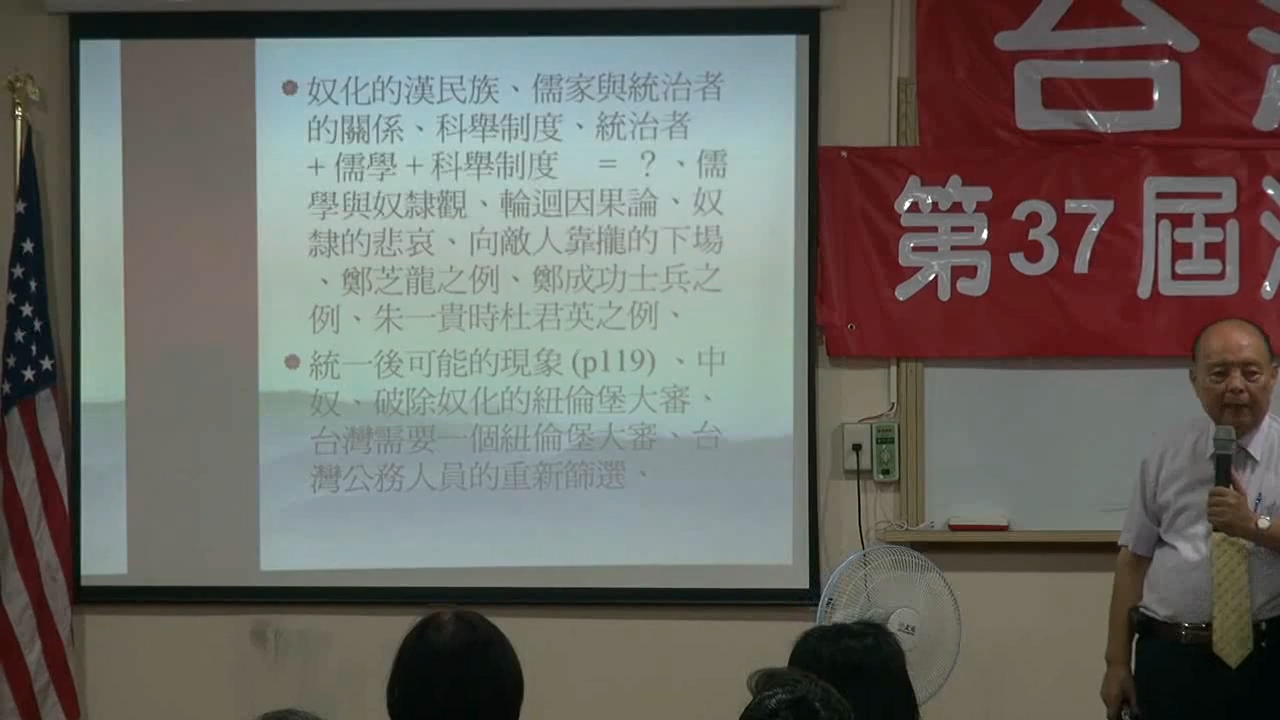 奴化的漢民族、儒家與統治者
的關係、科舉制度、統治者
+ 儒學 + 科舉制度 = ？、儒
學與奴隸觀、輪迴因果論、奴
隸的悲哀、向敵人靠攏的下場
、鄭芝龍之例、鄭成功士兵之
例、朱一貴時杜君英之例、
統一後可能的現象 (p119) 、中
奴、破除奴化的紐倫堡大審、
台灣需要一個紐倫堡大審、台
灣公務人員的重新篩選、
台
第37屆